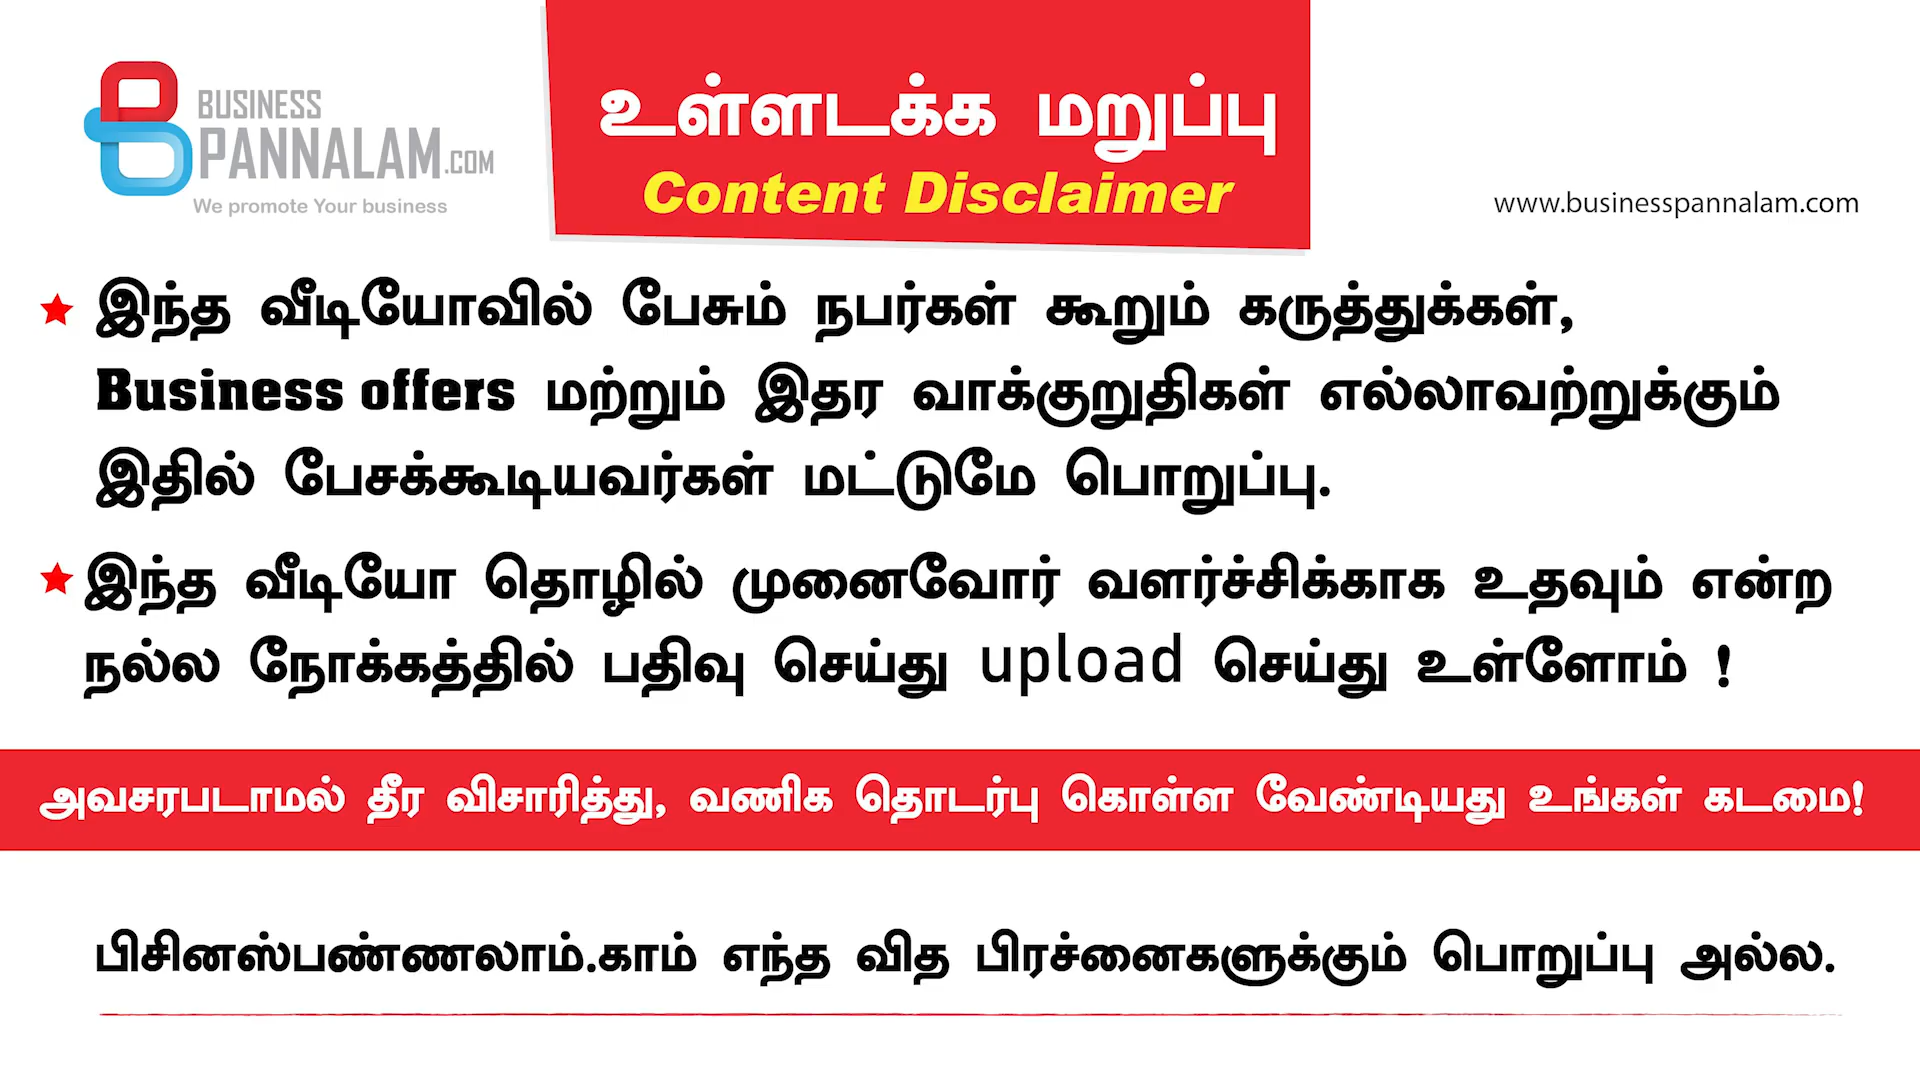 BUSINESS
PANNALAM.COM
We promote Your business
உள்ளடக்க மறுப்பு
Content Disclaimer
www.businesspannalam.com
இந்த வீடியோவில் பேசும் நபர்கள் கூறும் கருத்துக்கள்,
Business offers மற்றும் இதர வாக்குறுதிகள் எல்லாவற்றுக்கும்
இதில் பேசக்கூடியவர்கள் மட்டுமே பொறுப்பு.
இந்த வீடியோ தொழில் முனைவோர் வளர்ச்சிக்காக உதவும் என்ற
நல்ல நோக்கத்தில் பதிவு செய்து upload செய்து உள்ளோம் !
அவசரபடாமல் தீர விசாரித்து, வணிக தொடர்பு கொள்ள வேண்டியது உங்கள் கடமை!
பிசினஸ்பண்ணலாம்.காம் எந்த வித பிரச்னைகளுக்கும் பொறுப்பு அல்ல.